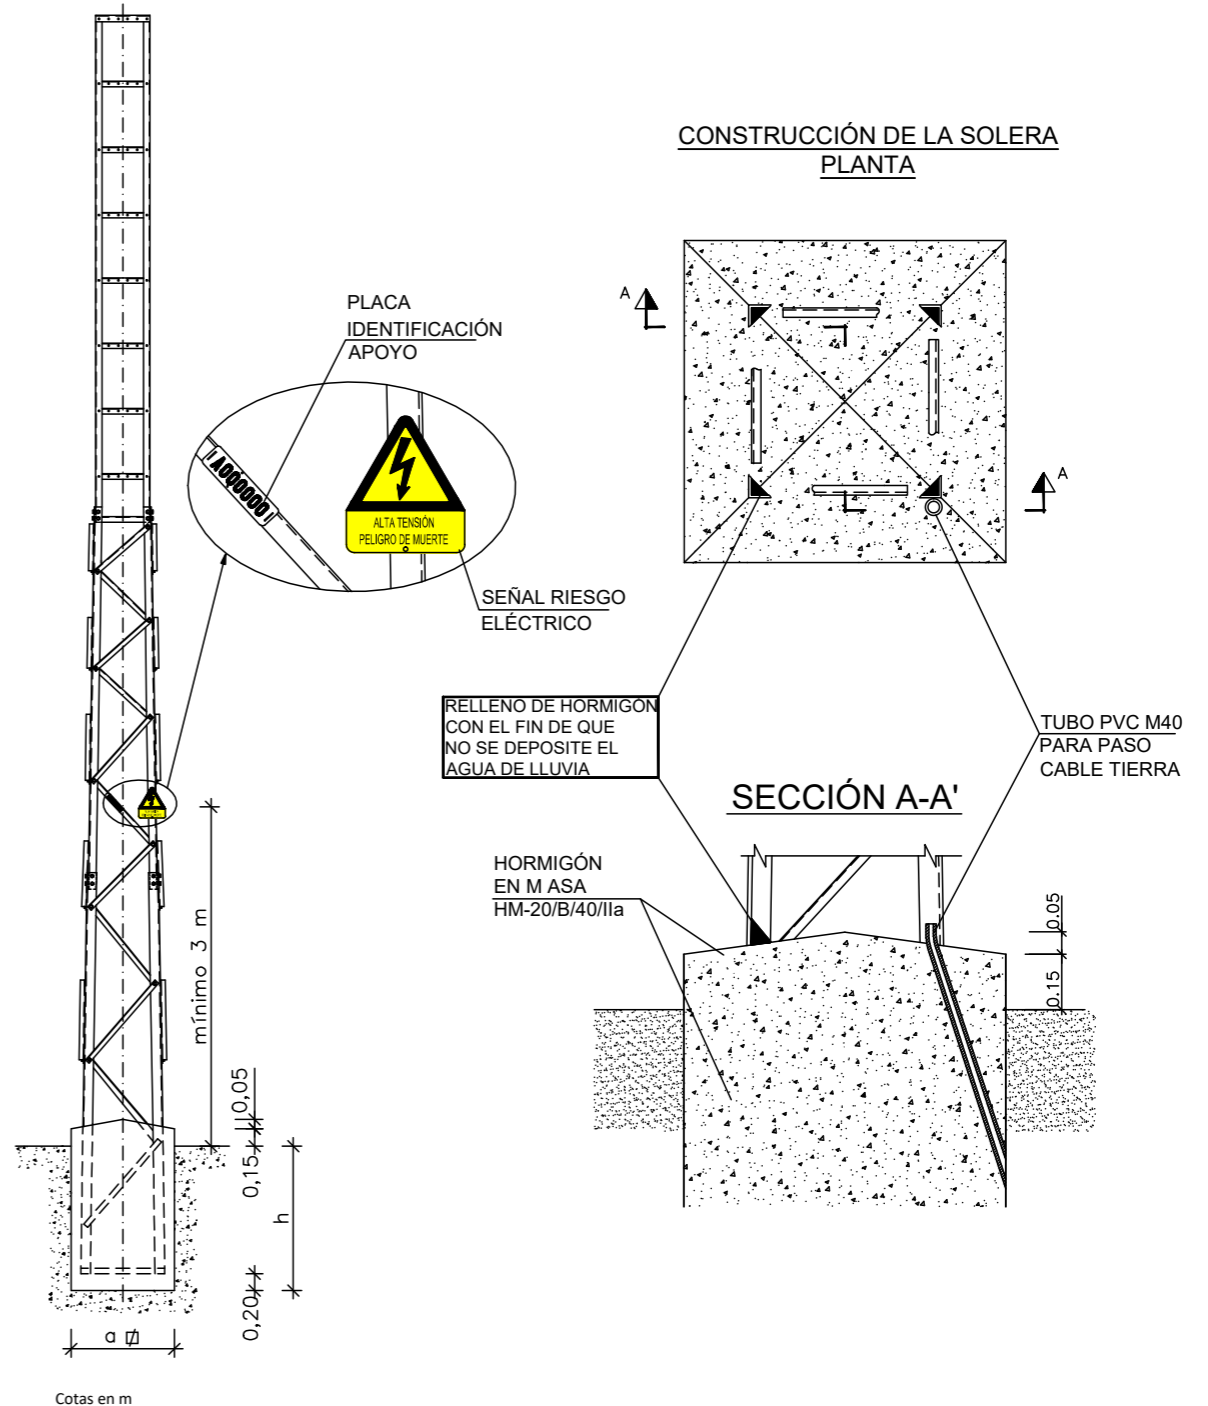 CONSTRUCCIÓN DE LA SOLERA
PLANTA
A
A
PLACA
IDENTIFICACIÓN
APOYO
A000000
ALTA TENSIÓN
PELIGRO DE MUERTE
SEÑAL RIESGO
ELÉCTRICO
RELLENO DE HORMIGÓN
CON EL FIN DE QUE
NO SE DEPOSITE EL
AGUA DE LLUVIA
TUBO PVC M40
PARA PASO
CABLE TIERRA
SECCIÓN A-A'
HORMIGÓN
EN M ASA
HM-20/B/40/IIa
0.05
0.15
mínimo 3 m
0,05
0,15
h
0,20
a
Cotas en m